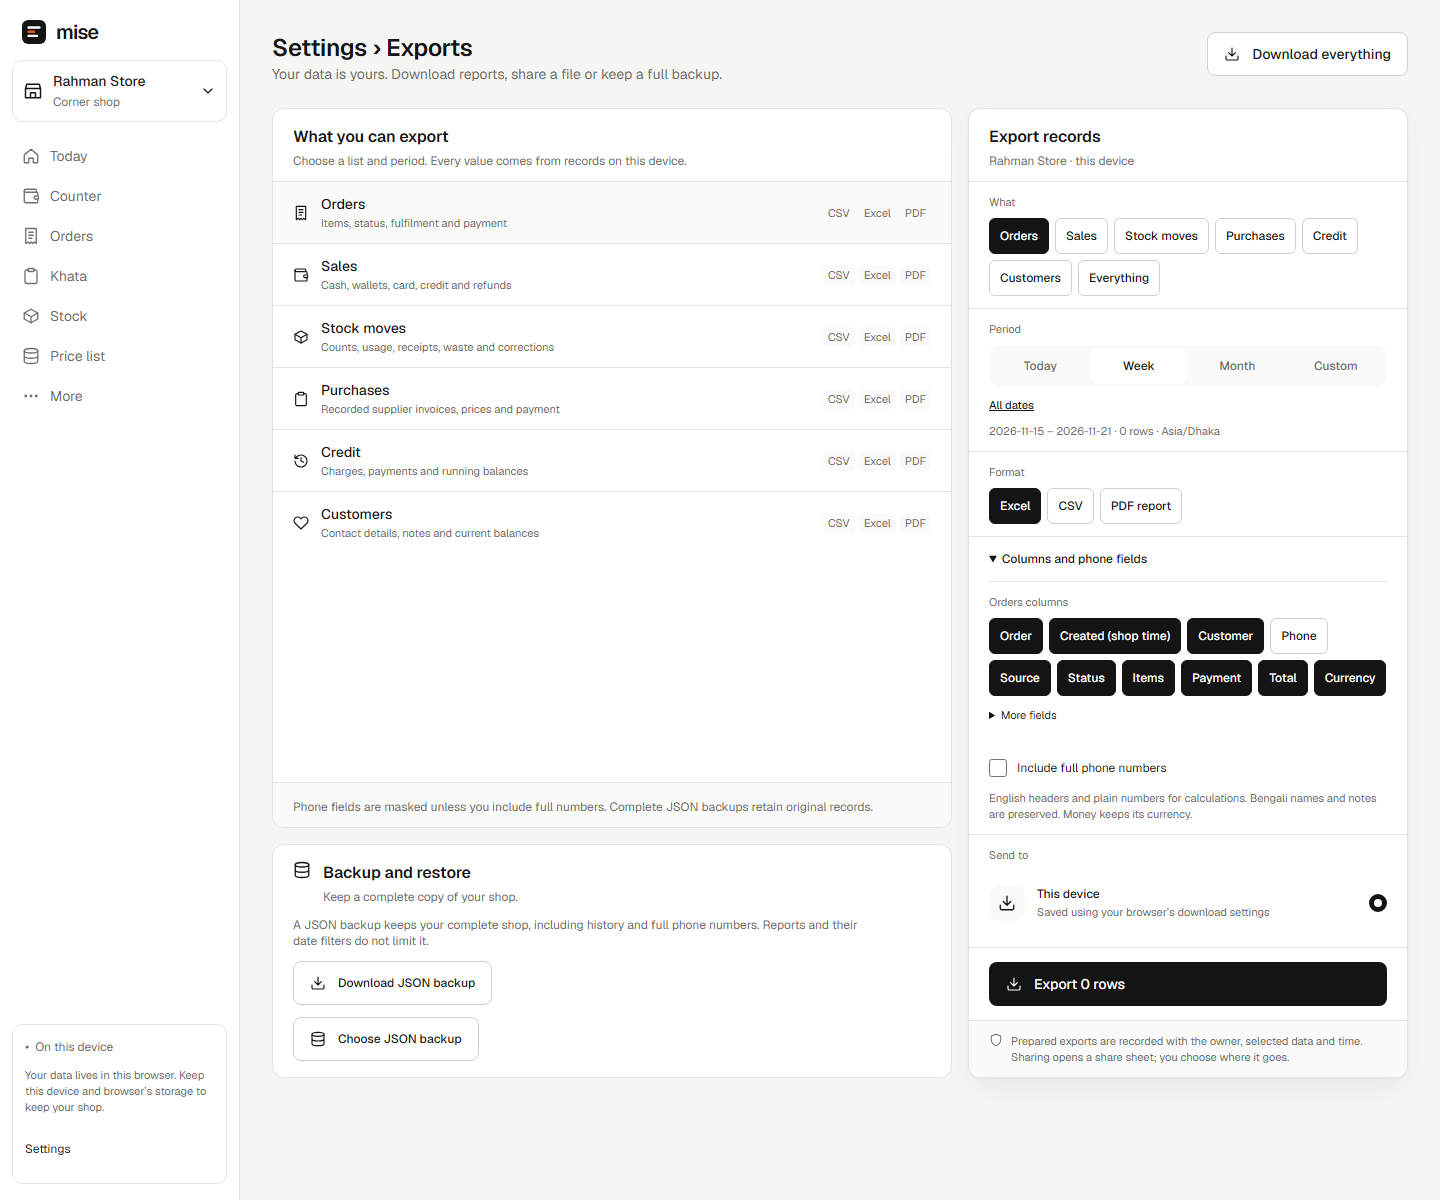 mise
Rahman Store
Corner shop
Today
Counter
Orders
Khata
Stock
Price list
More
• On this device
Your data lives in this browser. Keep
this device and browser's storage to
keep your shop.
Settings
Settings › Exports
Your data is yours. Download reports, share a file or keep a full backup.
Download everything
What you can export
Choose a list and period. Every value comes from records on this device.
Orders
Items, status, fulfilment and payment
CSV Excel PDF
Sales
Cash, wallets, card, credit and refunds
CSV Excel PDF
Stock moves
Counts, usage, receipts, waste and corrections
CSV Excel PDF
Purchases
Recorded supplier invoices, prices and payment
CSV Excel PDF
Credit
Charges, payments and running balances
CSV Excel PDF
Customers
Contact details, notes and current balances
CSV Excel PDF
Phone fields are masked unless you include full numbers. Complete JSON backups retain original records.
Backup and restore
Keep a complete copy of your shop.
A JSON backup keeps your complete shop, including history and full phone numbers. Reports and their
date filters do not limit it.
Download JSON backup
Choose JSON backup
Export records
Rahman Store · this device
What
Orders Sales Stock moves Purchases Credit
Customers Everything
Period
Today Week Month Custom
All dates
2026-11-15 – 2026-11-21 · 0 rows · Asia/Dhaka
Format
Excel CSV PDF report
▼ Columns and phone fields
Orders columns
Order Created (shop time) Customer Phone
Source Status Items Payment Total Currency
▶ More fields
Include full phone numbers
English headers and plain numbers for calculations. Bengali names and notes
are preserved. Money keeps its currency.
Send to
This device
Saved using your browser's download settings
Export 0 rows
Prepared exports are recorded with the owner, selected data and time.
Sharing opens a share sheet; you choose where it goes.